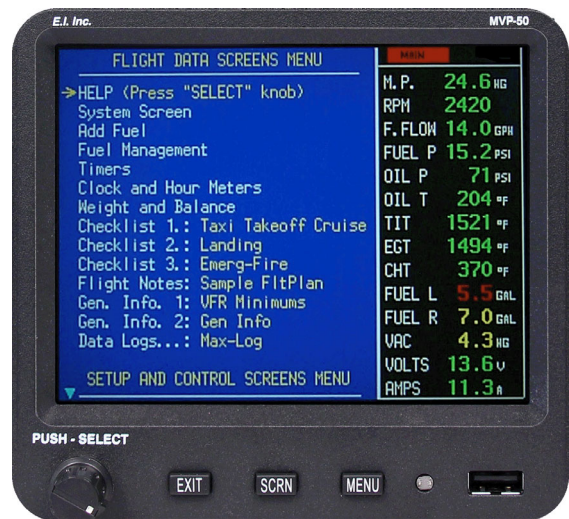 E.I. Inc.
MVP-50
FLIGHT DATA SCREENS MENU
HELP (Press "SELECT" knob)
System Screen
Add Fuel
Fuel Management
Timers
Clock and Hour Meters
Weight and Balance
Checklist 1.: Taxi Takeoff Cruise
Checklist 2.: Landing
Checklist 3.: Emerg-Fire
Flight Notes: Sample FltPlan
Gen. Info. 1: VFR Minimums
Gen. Info. 2: Gen Info
Data Logs...: Max-Log
SETUP AND CONTROL SCREENS MENU
M.P. 24.6 HG
RPM 2420
F.FLOW 14.0 GPH
FUEL P 15.2 PSI
OIL P 71 PSI
OIL T 204 °F
TIT 1521 °F
EGT 1494 °F
CHT 370 °F
FUEL L 5.5 GAL
FUEL R 7.0 GAL
VAC 4.3 HG
VOLTS 13.6 V
AMPS 11.3 A
PUSH - SELECT
EXIT
SCRN
MENU